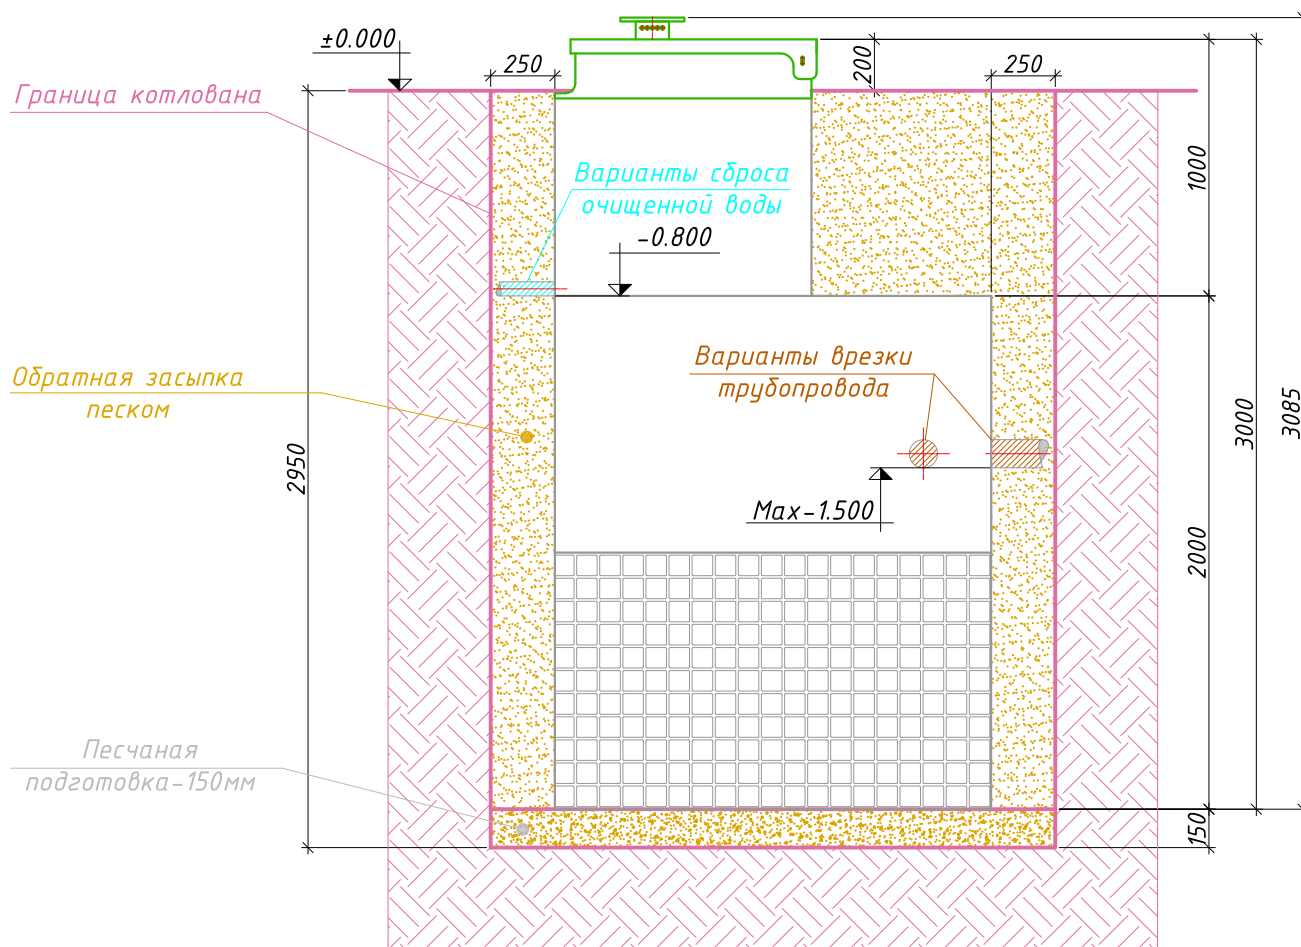 ±0.000
250
200
250
Граница котлована
1000
Варианты сброса
очищенной воды
-0.800
Варианты врезки
трубопровода
Обратная засыпка
песком
3085
3000
2950
Max-1.500
2000
Песчаная
подготовка-150мм
150